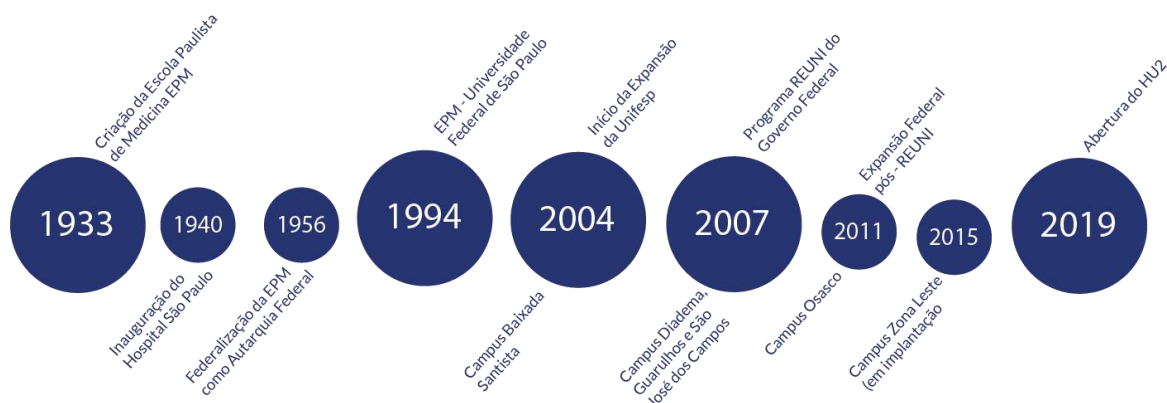 1933
Criação da Escola Paulista
de Medicina EPM
1940
Inauguração do
Hospital São Paulo
1956
Federalização da EPM
como Autarquia Federal
1994
EPM - Universidade
Federal de São Paulo
2004
Início da Expansão
da Unifesp
Campus Baixada
Santista
2007
Programa REUNI do
Governo Federal
Campus Diadema,
Guarulhos e São
José dos Campos
2011
Expansão Federal
pós - REUNI
Campus Osasco
2015
Campus Zona Leste
(em implantação)
2019
Abertura do HU2